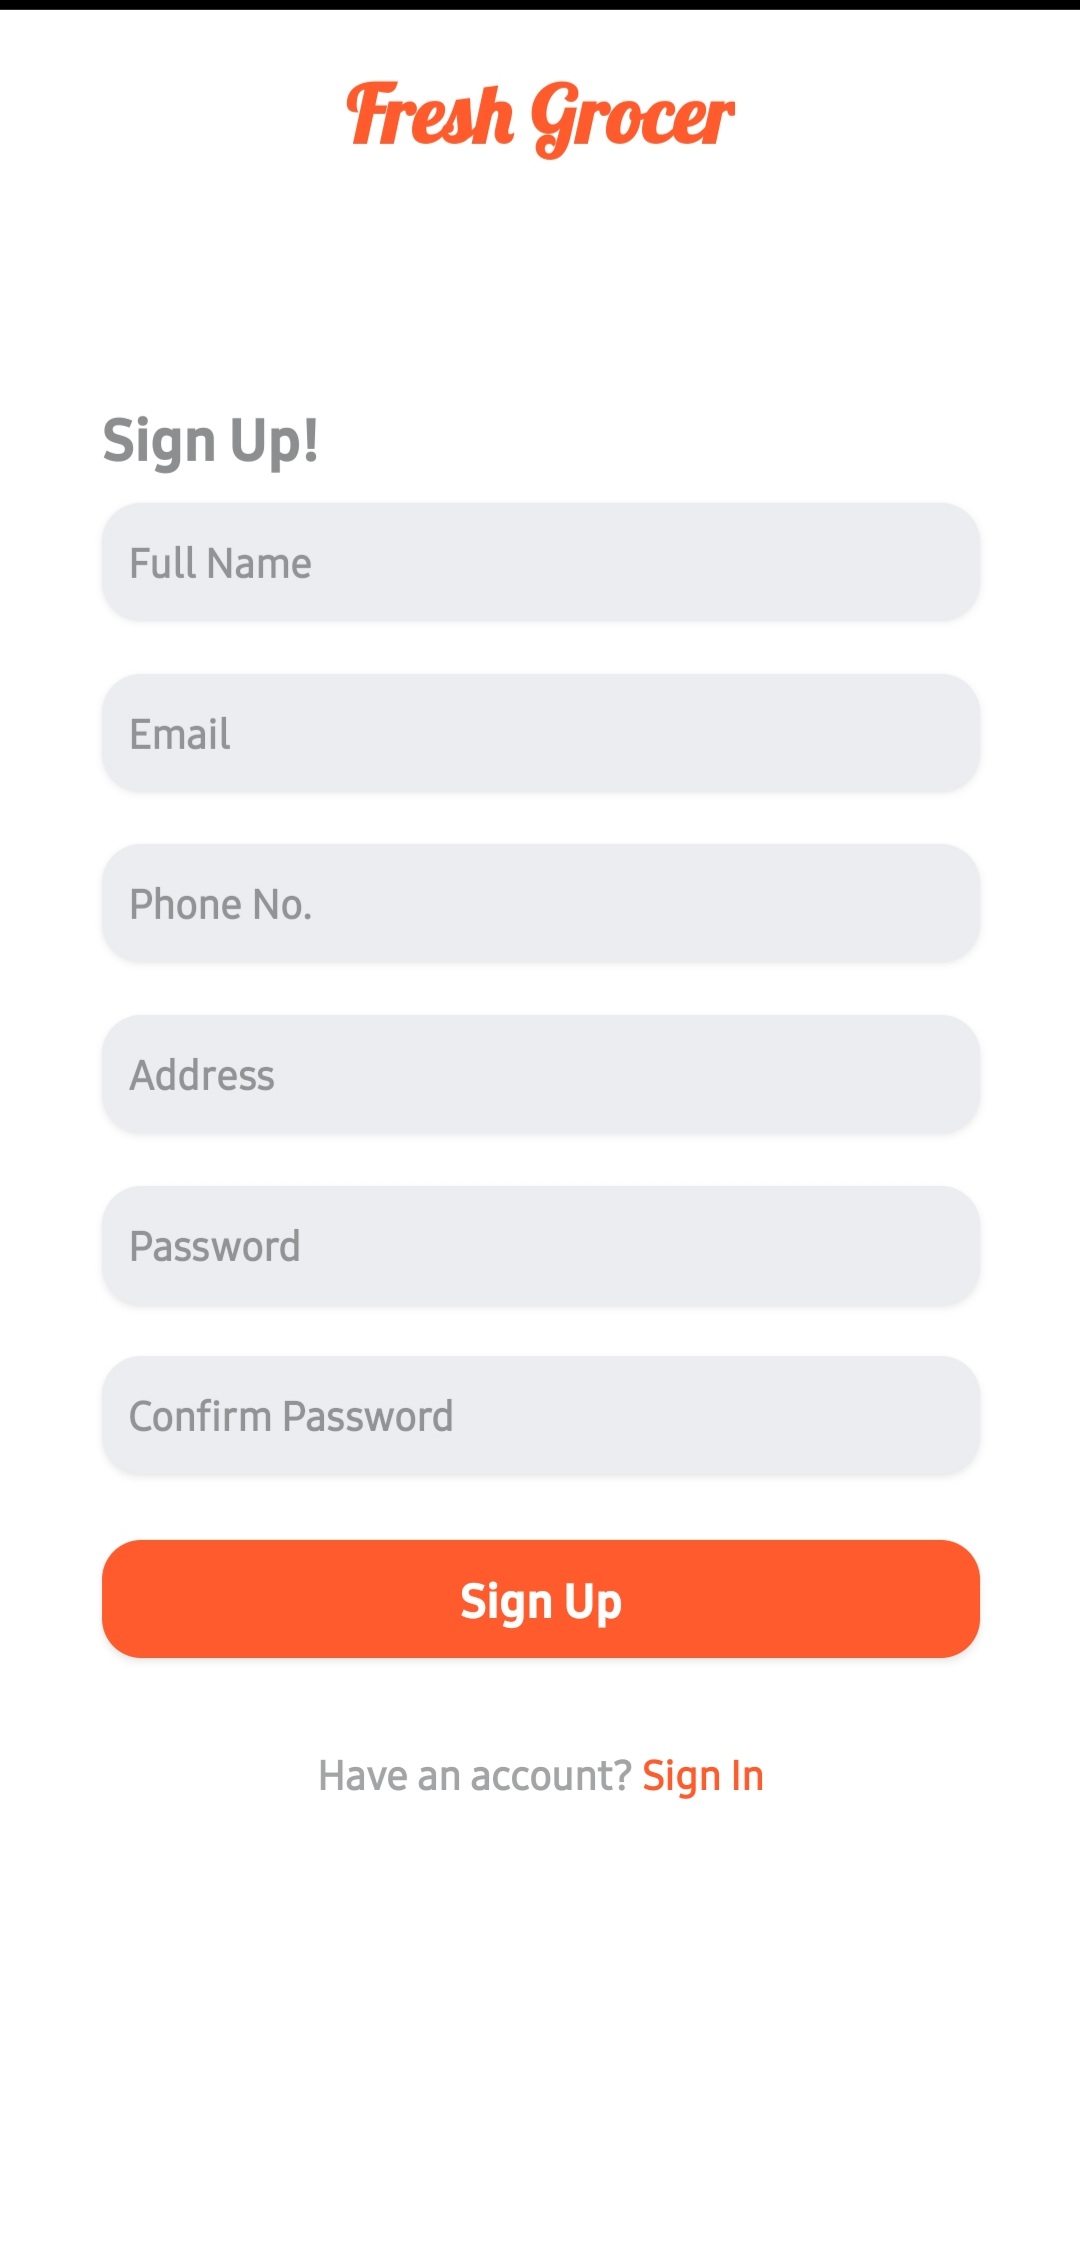 Fresh Grocer
Sign Up!
Full Name
Email
Phone No.
Address
Password
Confirm Password
Sign Up
Have an account? Sign In